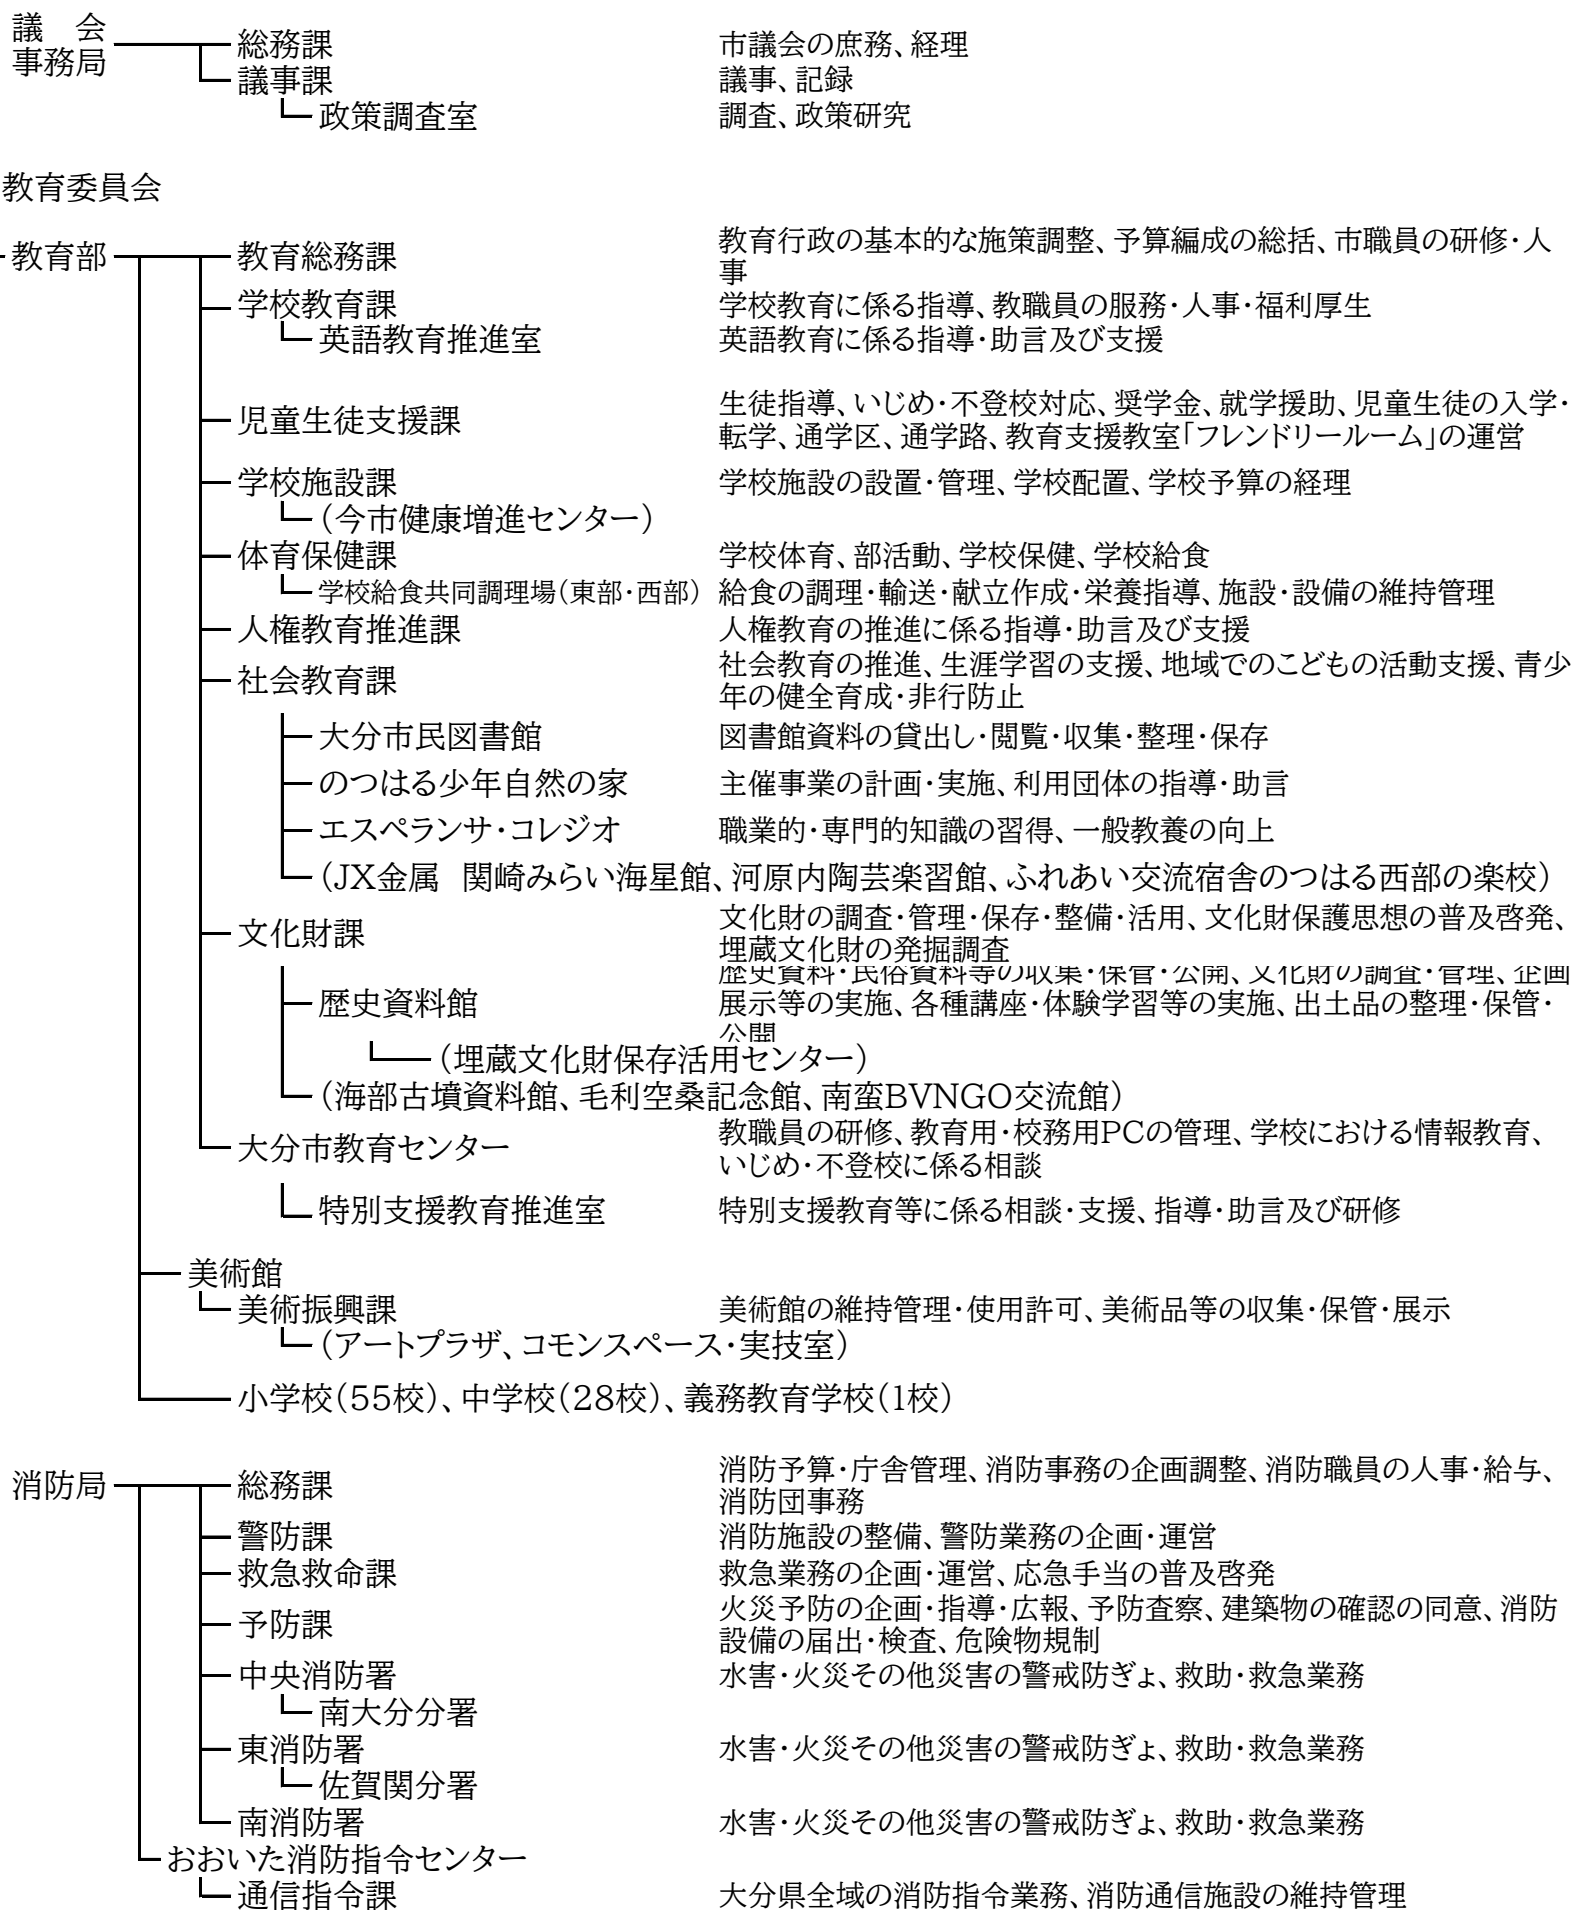 議　会
事務局
総務課　市議会の庶務、経理
議事課　議事、記録
政策調査室　調査、政策研究
教育委員会
教育部
教育総務課　教育行政の基本的な施策調整、予算編成の総括、市職員の研修・人
事
学校教育課　学校教育に係る指導、教職員の服務・人事・福利厚生
英語教育推進室　英語教育に係る指導・助言及び支援
児童生徒支援課　生徒指導、いじめ・不登校対応、奨学金、就学援助、児童生徒の入学・
転学、通学区、通学路、教育支援教室「フレンドリールーム」の運営
学校施設課　学校施設の設置・管理、学校配置、学校予算の経理
（今市健康増進センター）
体育保健課　学校体育、部活動、学校保健、学校給食
学校給食共同調理場（東部・西部）　給食の調理・輸送・献立作成・栄養指導、施設・設備の維持管理
人権教育推進課　人権教育の推進に係る指導・助言及び支援
社会教育課　社会教育の推進、生涯学習の支援、地域でのこどもの活動支援、青少
年の健全育成・非行防止
大分市民図書館　図書館資料の貸出し・閲覧・収集・整理・保存
のつはる少年自然の家　主催事業の計画・実施、利用団体の指導・助言
エスペランサ・コレジオ　職業的・専門的知識の習得、一般教養の向上
（JX金属　関崎みらい海星館、河原内陶芸楽習館、ふれあい交流宿舎のつはる西部の楽校）
文化財課　文化財の調査・管理・保存・整備・活用、文化財保護思想の普及啓発、
埋蔵文化財の発掘調査
歴史資料館　歴史資料・民俗資料等の収集・保管・公開、文化財の調査・管理、企画
展示等の実施、各種講座・体験学習等の実施、出土品の整理・保管・
公開
（埋蔵文化財保存活用センター）
（海部古墳資料館、毛利空桑記念館、南蛮BVNGO交流館）
大分市教育センター　教職員の研修、教育用・校務用PCの管理、学校における情報教育、
いじめ・不登校に係る相談
特別支援教育推進室　特別支援教育等に係る相談・支援、指導・助言及び研修
美術館
美術振興課　美術館の維持管理・使用許可、美術品等の収集・保管・展示
（アートプラザ、コモンスペース・実技室）
小学校（55校）、中学校（28校）、義務教育学校（1校）
消防局
総務課　消防予算・庁舎管理、消防事務の企画調整、消防職員の人事・給与、
消防団事務
警防課　消防施設の整備、警防業務の企画・運営
救急救命課　救急業務の企画・運営、応急手当の普及啓発
予防課　火災予防の企画・指導・広報、予防査察、建築物の確認の同意、消防
設備の届出・検査、危険物規制
中央消防署　水害・火災その他災害の警戒防ぎょ、救助・救急業務
南大分分署
東消防署　水害・火災その他災害の警戒防ぎょ、救助・救急業務
佐賀関分署
南消防署　水害・火災その他災害の警戒防ぎょ、救助・救急業務
おおいた消防指令センター
通信指令課　大分県全域の消防指令業務、消防通信施設の維持管理